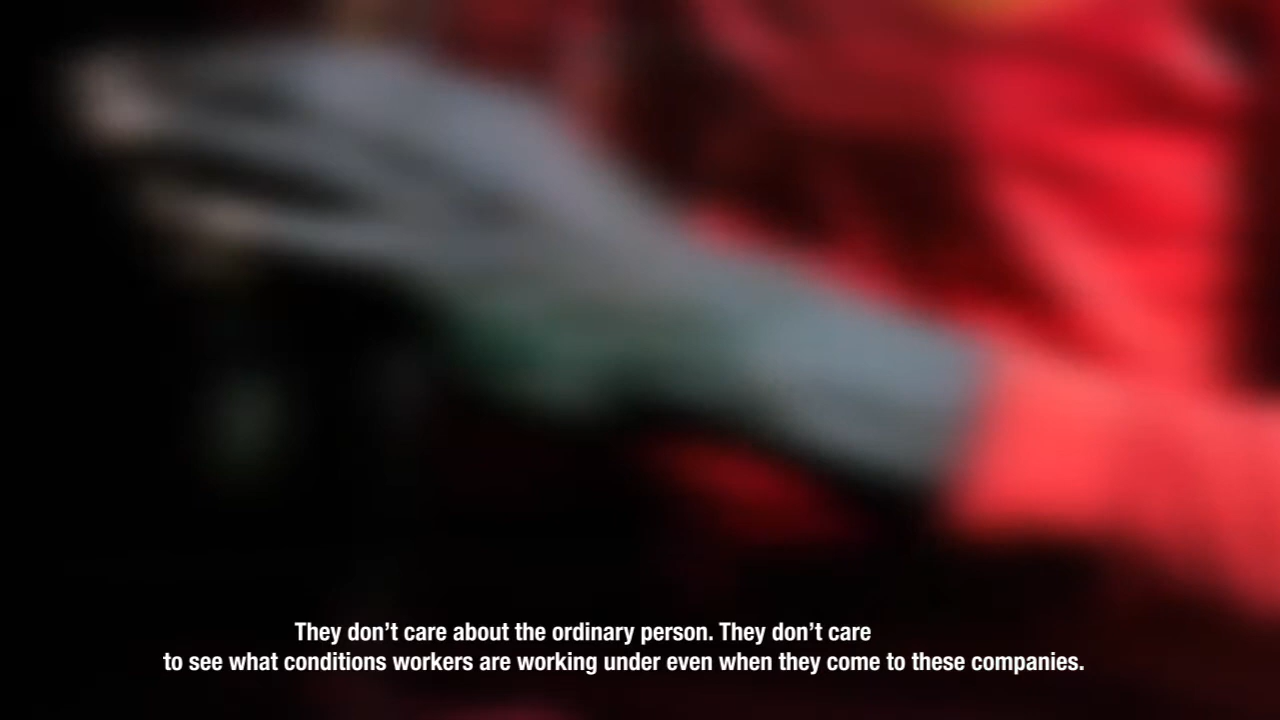 They don’t care about the ordinary person. They don’t care
to see what conditions workers are working under even when they come to these companies.